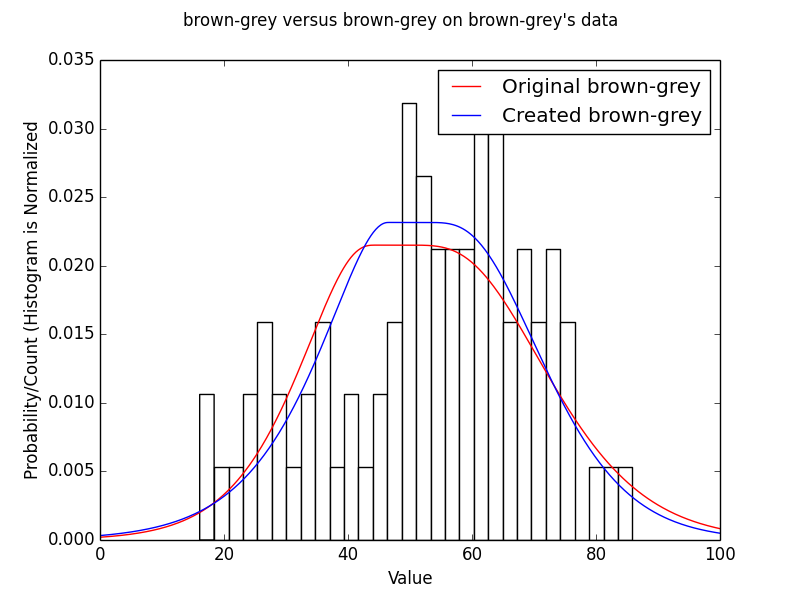 brown-grey versus brown-grey on brown-grey's data
0.035
0.030
0.025
0.020
0.015
0.010
0.005
0.000
Probability/Count (Histogram is Normalized
Original brown-grey
Created brown-grey
0 20 40 60 80 100
Value